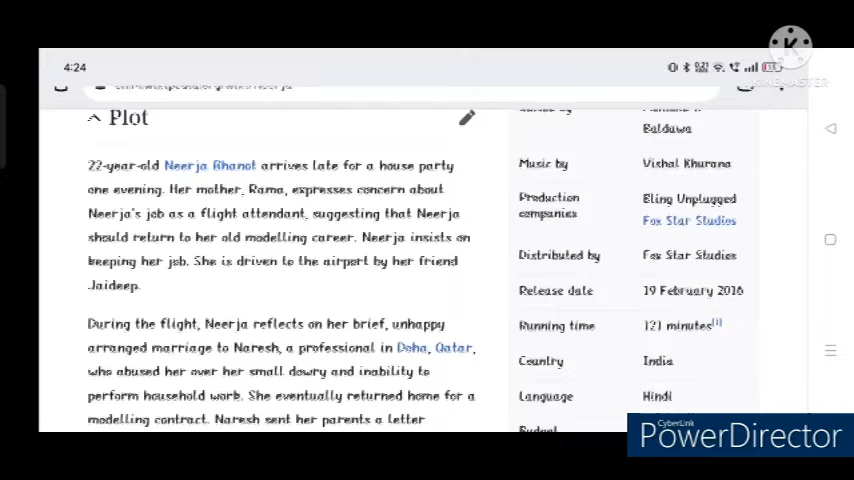 4:24
KINEMASTER
Plot
22-year-old Neerja Bhanot arrives late for a house party
one evening. Her mother, Rama, expresses concern about
Neerja's job as a flight attendant, suggesting that Neerja
should return to her old modelling career. Neerja insists on
keeping her job. She is driven to the airport by her friend
Jaideep.
During the flight, Neerja reflects on her brief, unhappy
arranged marriage to Naresh, a professional in Doha, Qatar,
who abused her over her small dowry and inability to
perform household work. She eventually returned home for a
modelling contract. Naresh sent her parents a letter
Baldawa
Music by Vishal Khurana
Production Bling Unplugged
companies Fox Star Studios
Distributed by Fox Star Studios
Release date 19 February 2016
Running time 121 minutes[1]
Country India
Language Hindi
Budget
CyberLink
PowerDirector